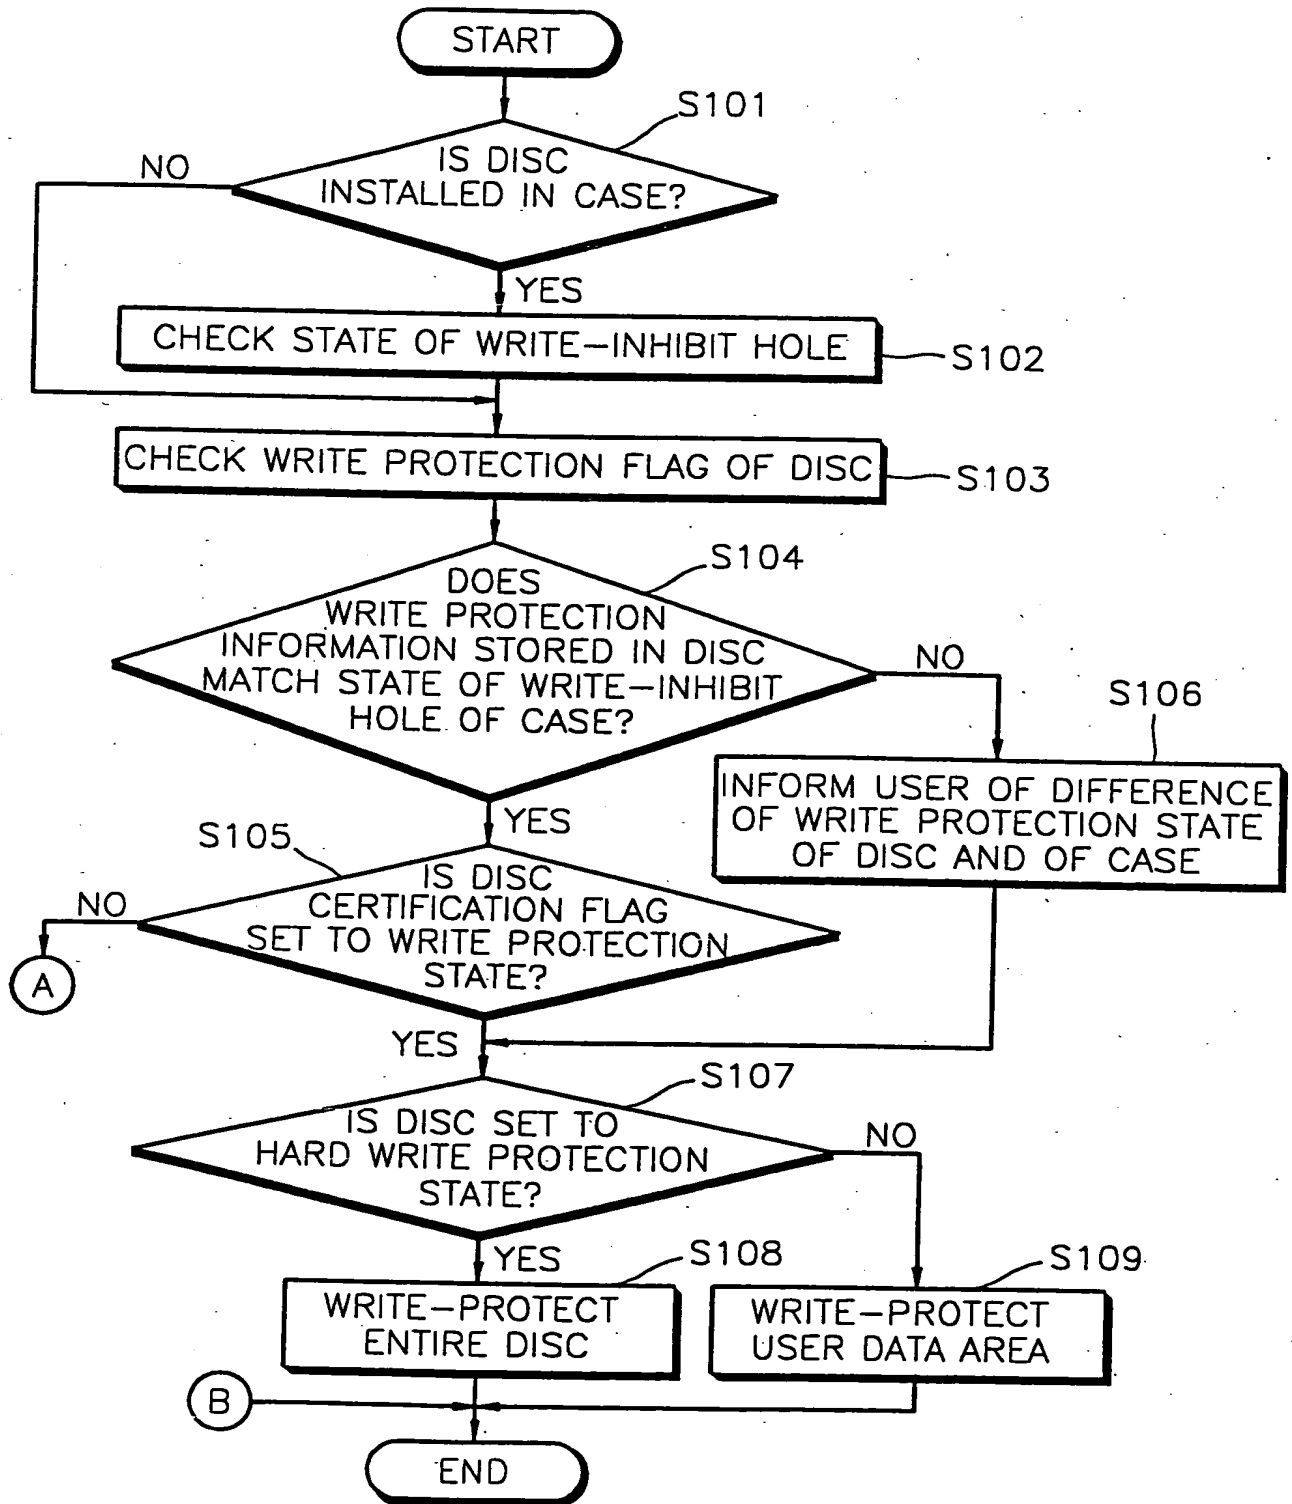 START
S101
IS DISC
INSTALLED IN CASE?
NO
YES
CHECK STATE OF WRITE-INHIBIT HOLE
S102
CHECK WRITE PROTECTION FLAG OF DISC
S103
S104
DOES
WRITE PROTECTION
INFORMATION STORED IN DISC
MATCH STATE OF WRITE-INHIBIT
HOLE OF CASE?
NO
S106
INFORM USER OF DIFFERENCE
OF WRITE PROTECTION STATE
OF DISC AND OF CASE
YES
S105
IS DISC
CERTIFICATION FLAG
SET TO WRITE PROTECTION
STATE?
NO
A
YES
S107
IS DISC SET TO
HARD WRITE PROTECTION
STATE?
NO
YES
S108
WRITE-PROTECT
ENTIRE DISC
S109
WRITE-PROTECT
USER DATA AREA
B
END